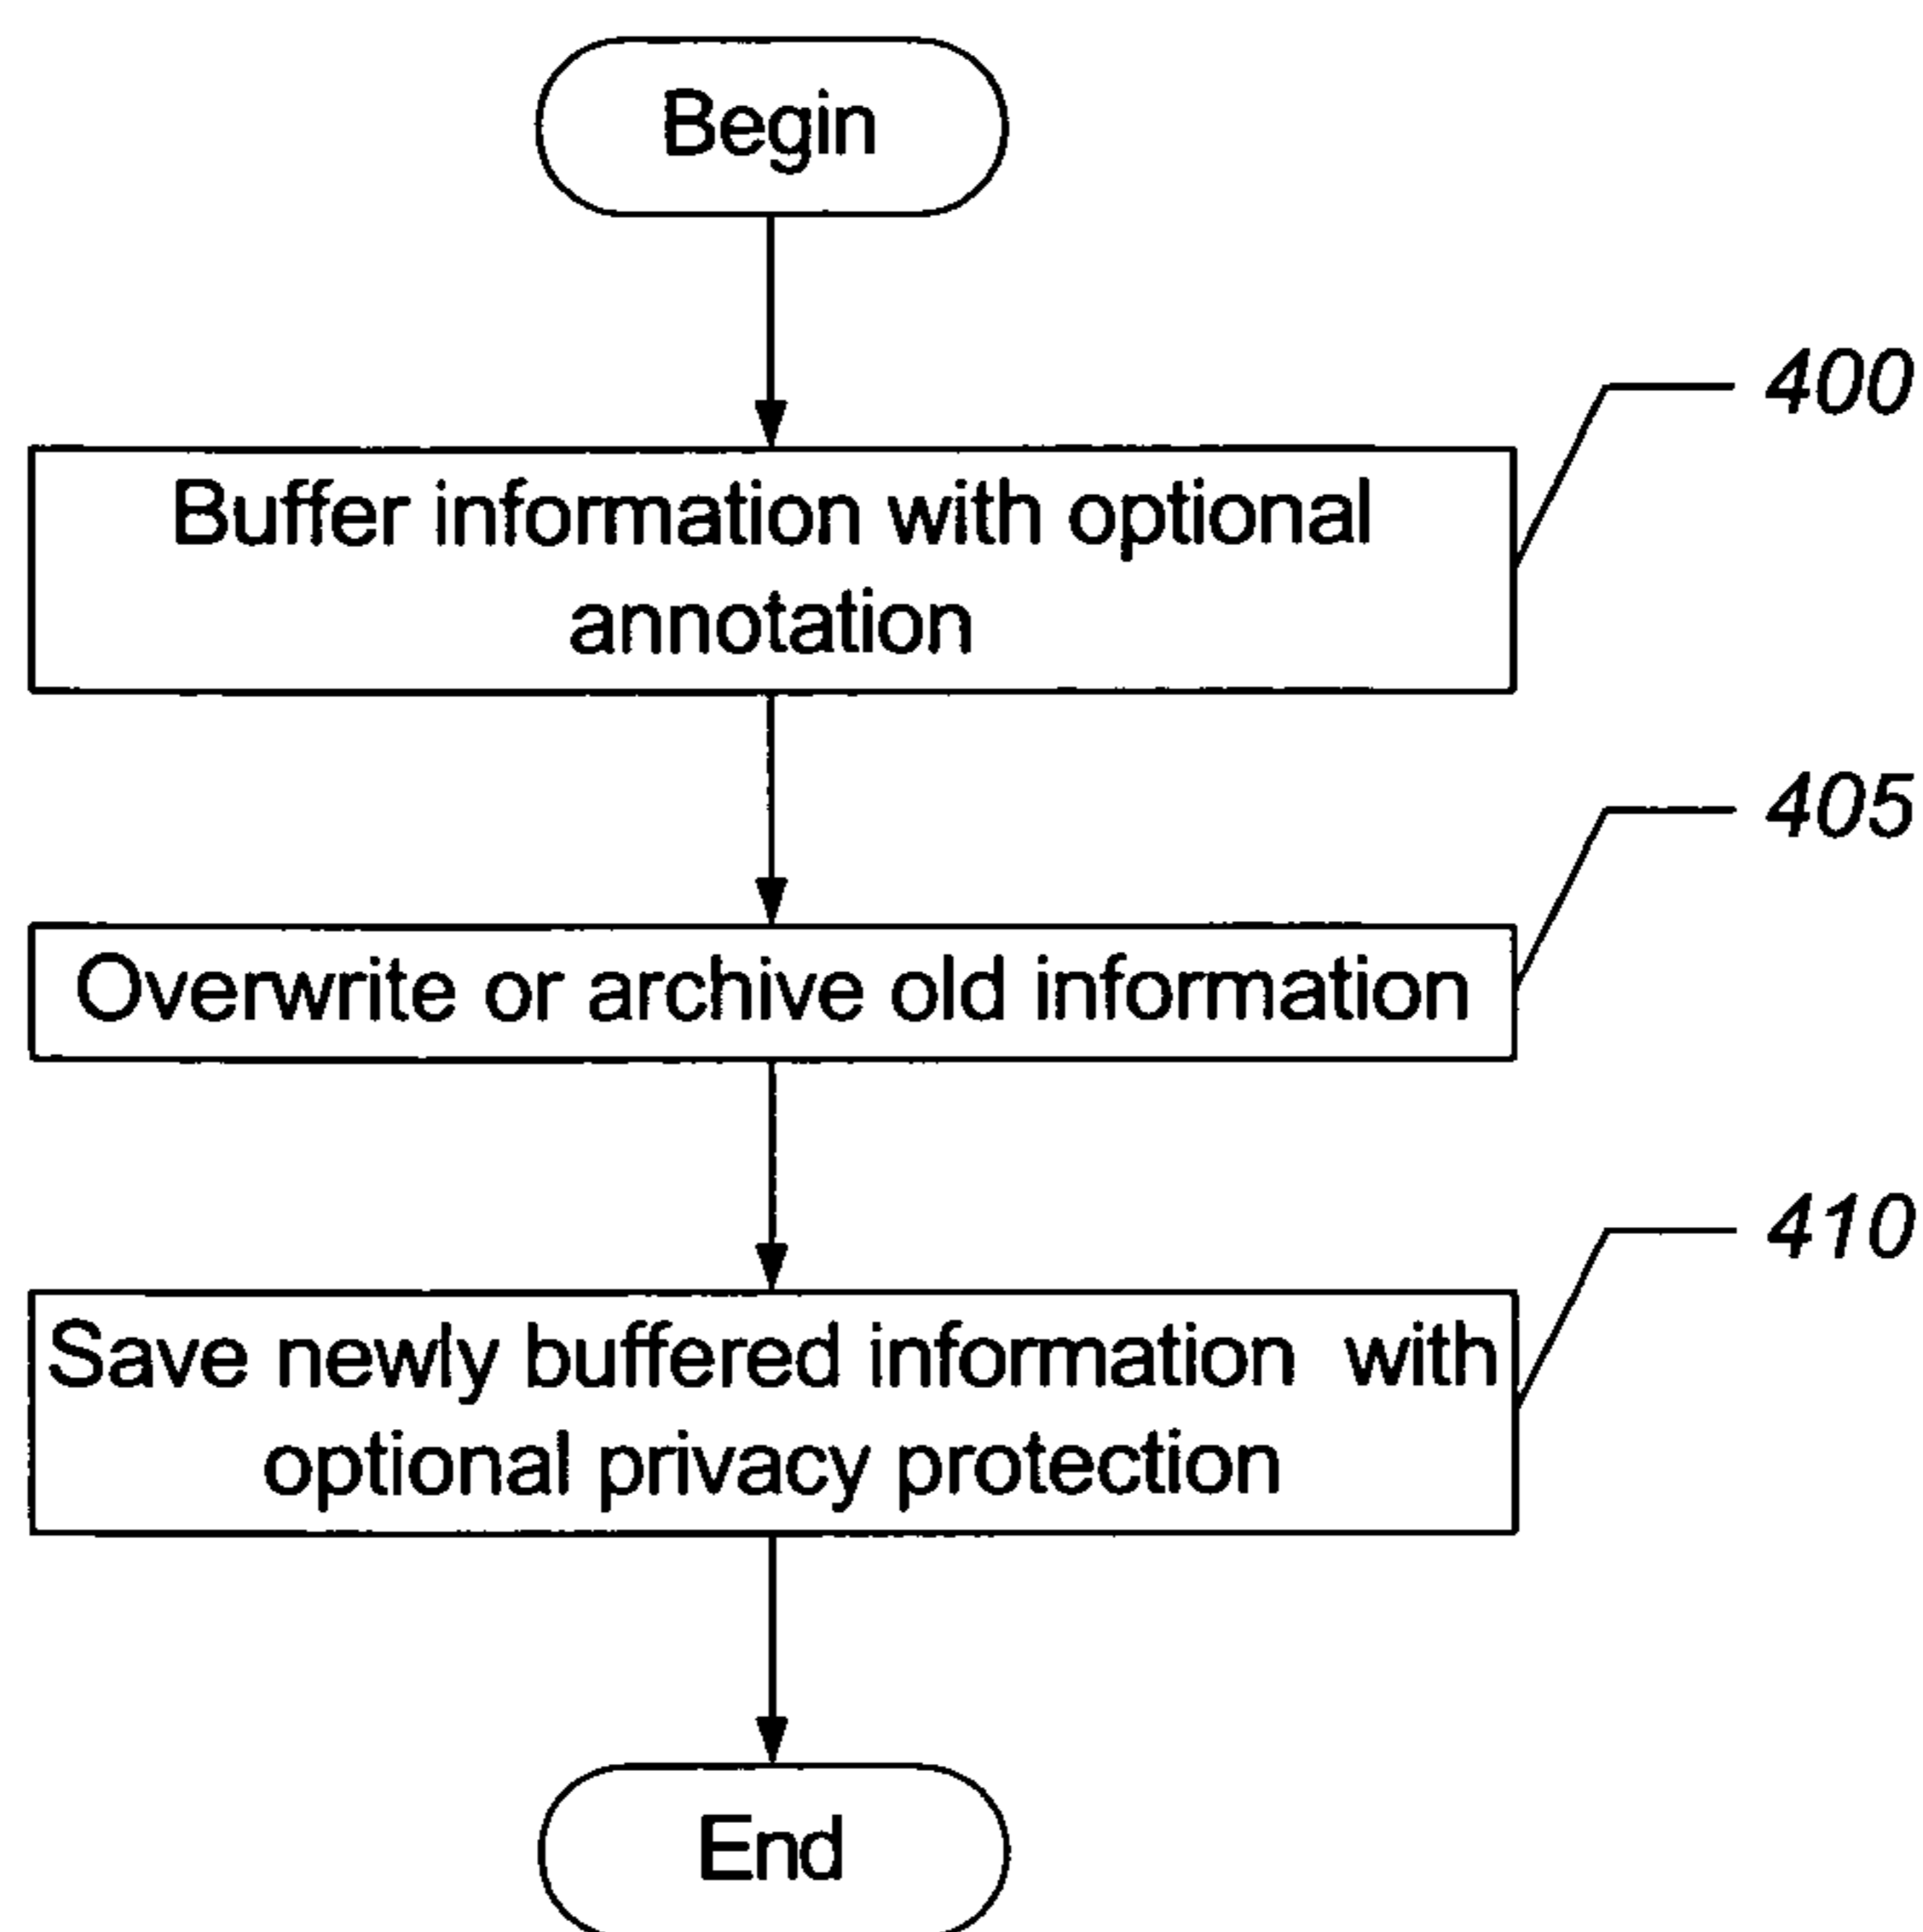 Begin
400
Buffer information with optional
annotation
405
Overwrite or archive old information
410
Save newly buffered information with
optional privacy protection
End